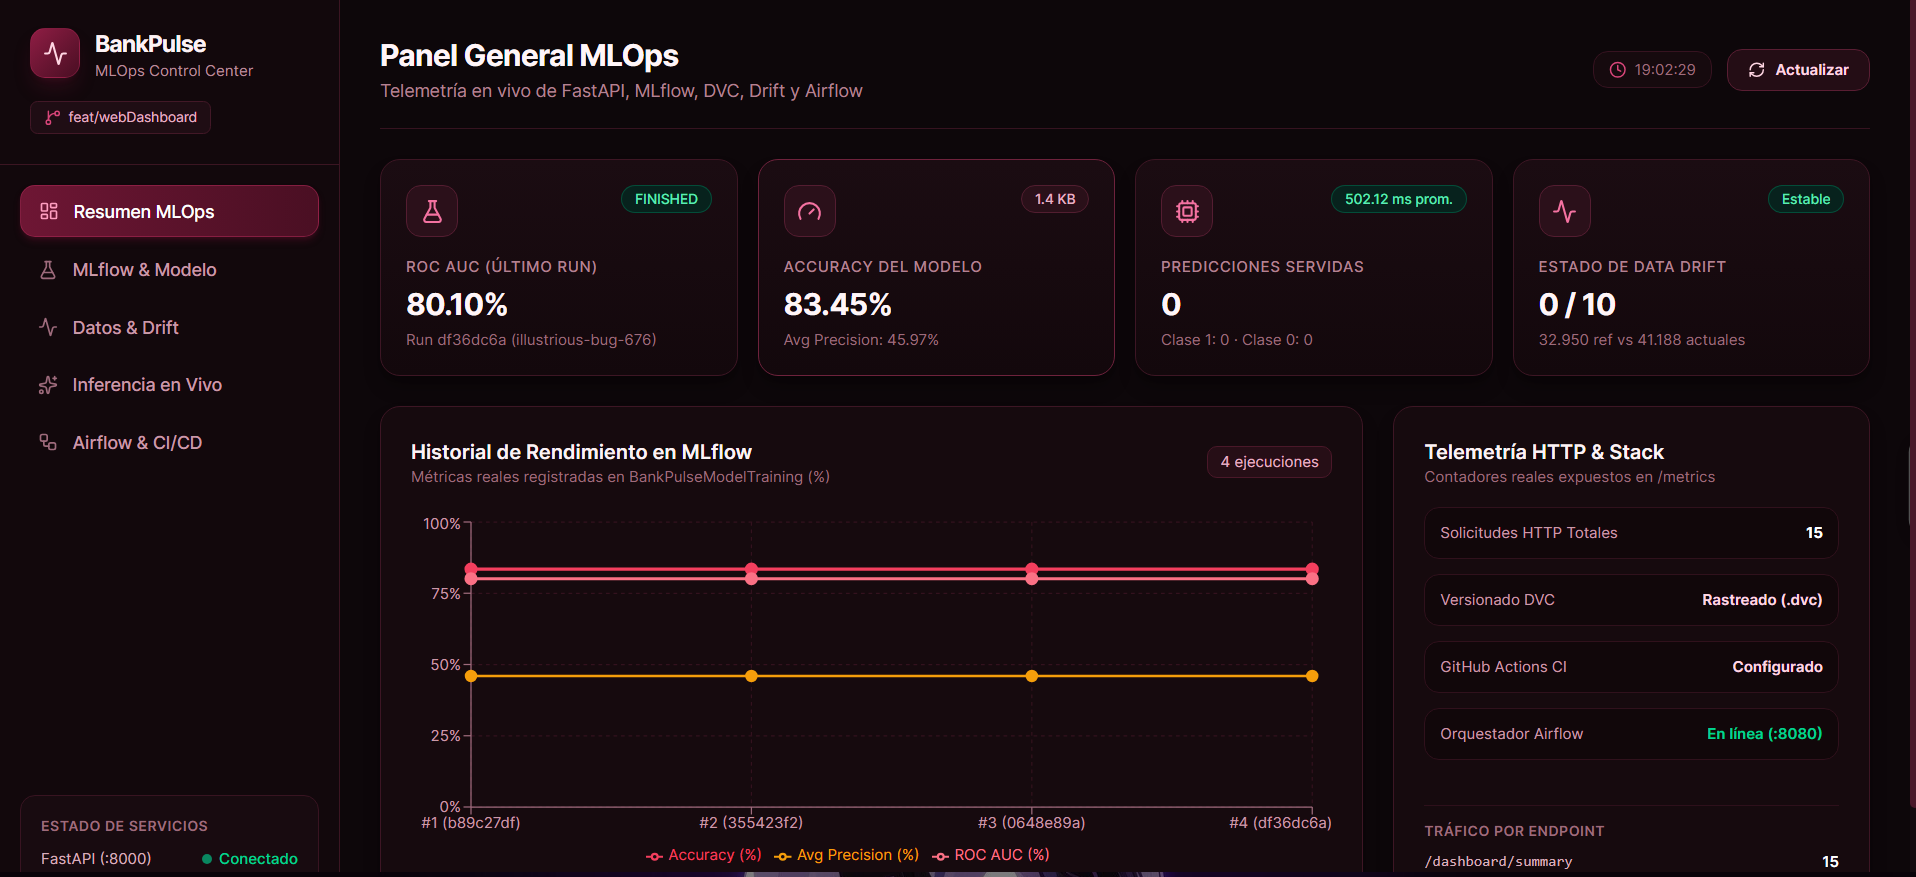 BankPulse
MLOps Control Center
feat/webDashboard
Resumen MLOps
MLflow & Modelo
Datos & Drift
Inferencia en Vivo
Airflow & CI/CD
ESTADO DE SERVICIOS
FastAPI (:8000) Conectado
Panel General MLOps
Telemetría en vivo de FastAPI, MLflow, DVC, Drift y Airflow
19:02:29
Actualizar
FINISHED
ROC AUC (ÚLTIMO RUN)
80.10%
Run df36dc6a (illustrious-bug-676)
1.4 KB
ACCURACY DEL MODELO
83.45%
Avg Precision: 45.97%
502.12 ms prom.
PREDICCIONES SERVIDAS
0
Clase 1: 0 · Clase 0: 0
Estable
ESTADO DE DATA DRIFT
0 / 10
32.950 ref vs 41.188 actuales
Historial de Rendimiento en MLflow
Métricas reales registradas en BankPulseModelTraining (%)
4 ejecuciones
100%
75%
50%
25%
0%
#1 (b89c27df) #2 (355423f2) #3 (0648e89a) #4 (df36dc6a)
Accuracy (%) Avg Precision (%) ROC AUC (%)
Telemetría HTTP & Stack
Contadores reales expuestos en /metrics
Solicitudes HTTP Totales 15
Versionado DVC Rastreado (.dvc)
GitHub Actions CI Configurado
Orquestador Airflow En línea (:8080)
TRÁFICO POR ENDPOINT
/dashboard/summary 15